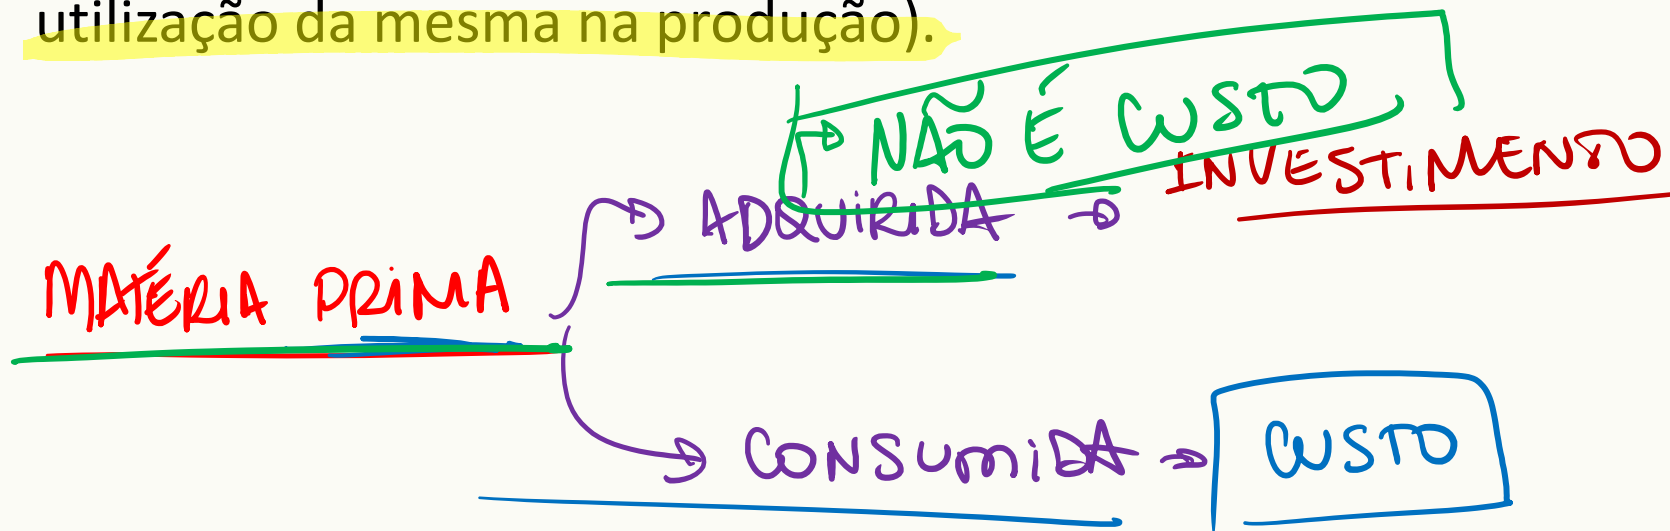 utilização da mesma na produção).
→ NÃO É CUSTO
→ ADQUIRIDA → INVESTIMENTO
MATÉRIA PRIMA
→ CONSUMIDA → CUSTO